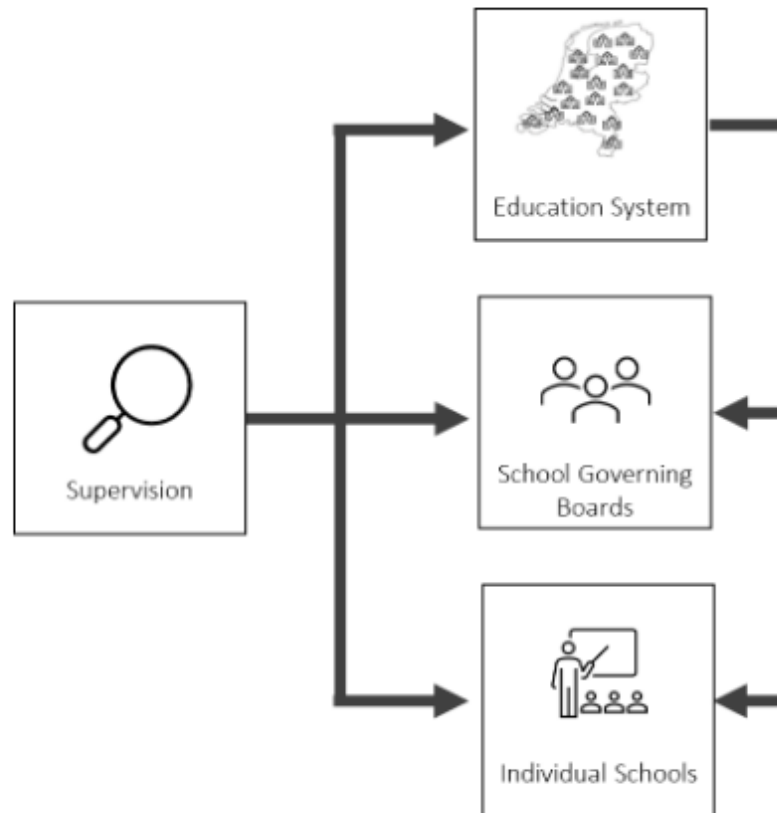 Education System
Supervision
School Governing
Boards
Individual Schools